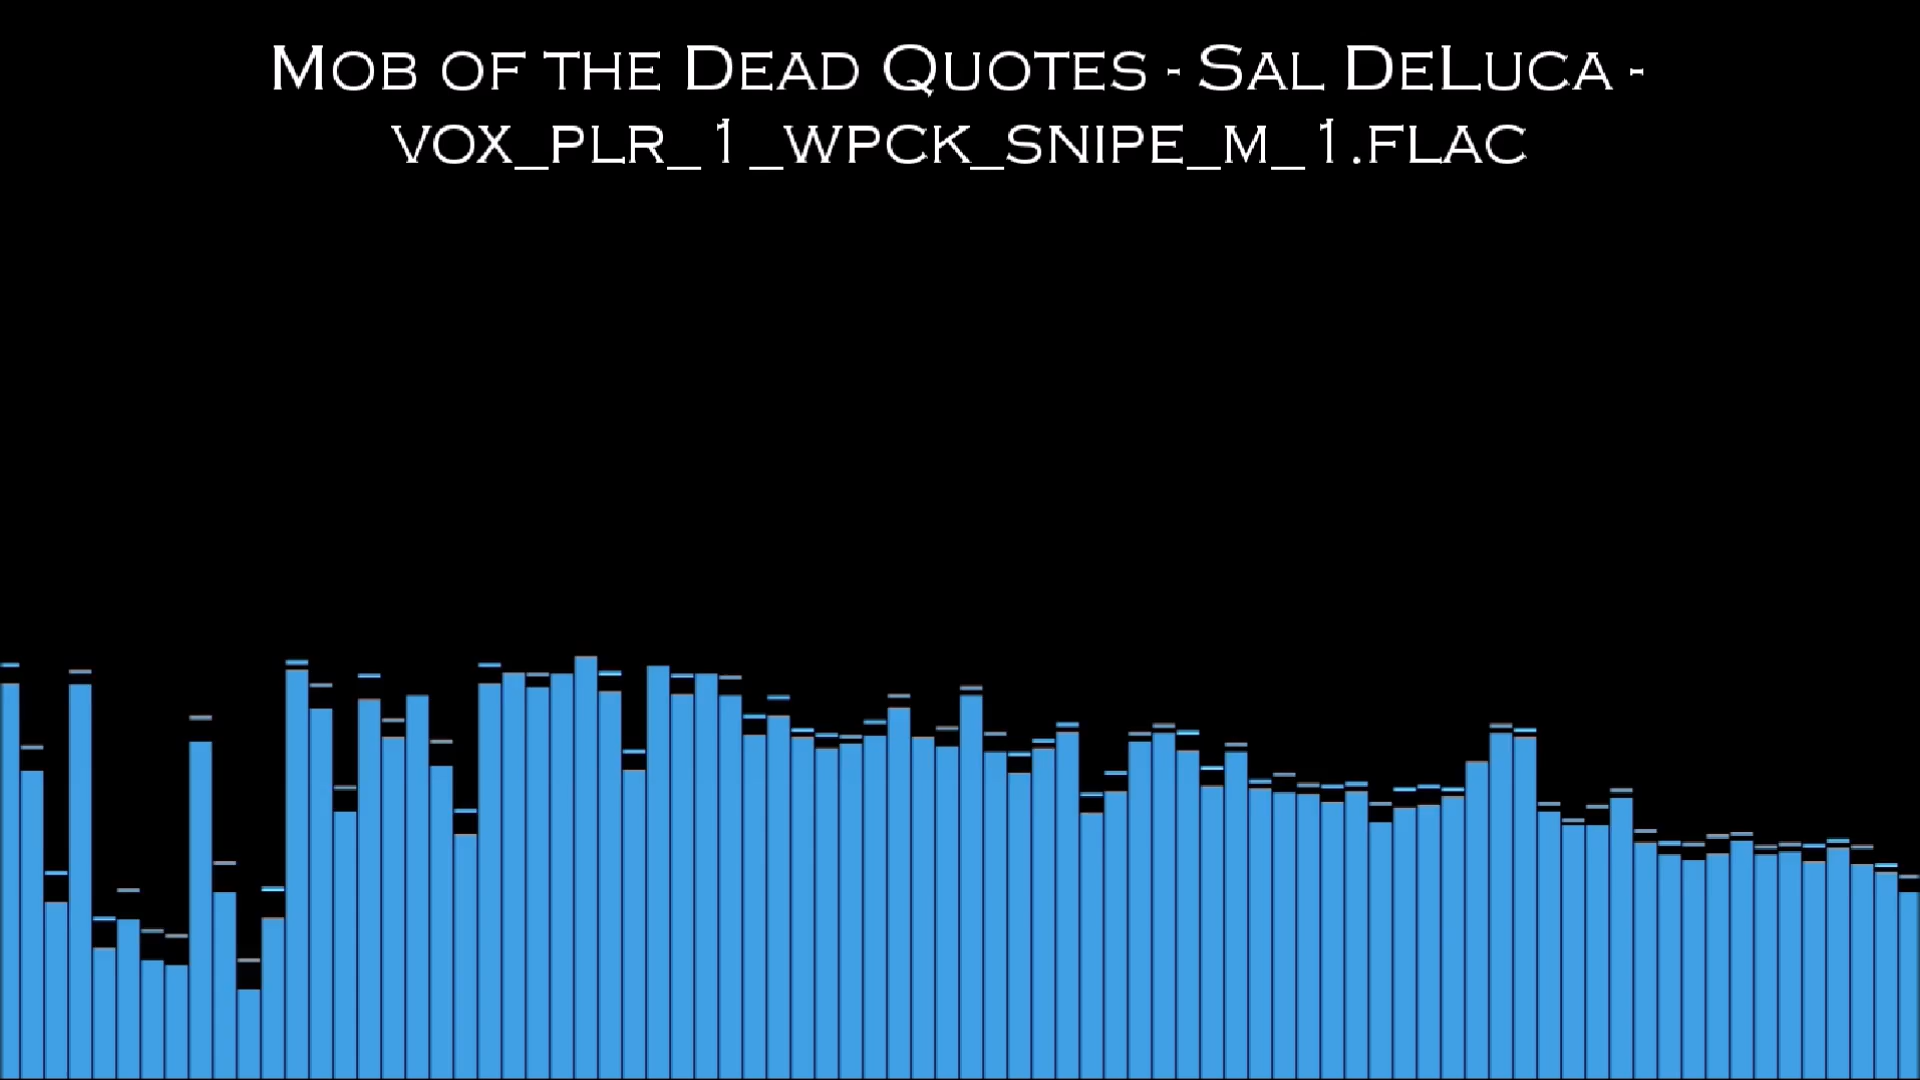 Mob of the Dead Quotes - Sal DeLuca -
vox_plr_1_wpck_snipe_m_1.flac